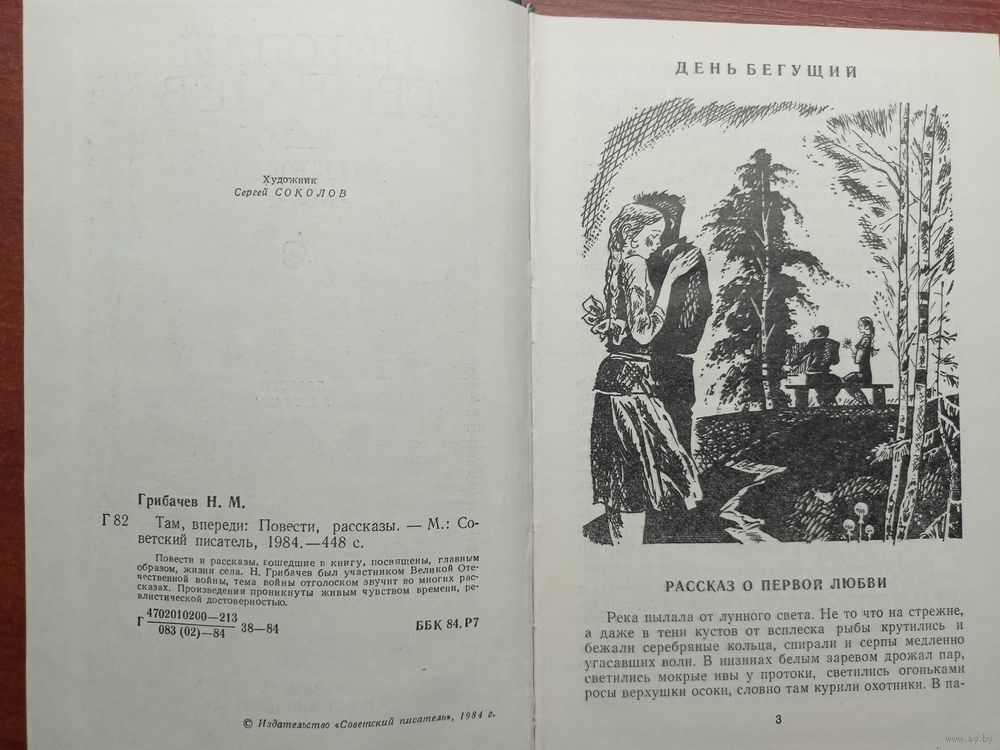 Художник
Сергей СОКОЛОВ
Грибачев Н. М.
Г 82 Там, впереди: Повести, рассказы. — М.: Со-
ветский писатель, 1984.—448 с.
Повести и рассказы, вошедшие в книгу, посвящены, главным
образом, жизни села. Н. Грибачев был участником Великой Оте-
чественной войны, тема войны отголоском звучит во многих рас-
сказах. Произведения проникнуты живым чувством времени, ре-
алистической достоверностью.
Г 4702010200—213
083 (02)—84 38—84 ББК 84.Р7
© Издательство «Советский писатель», 1984 г.
ДЕНЬ БЕГУЩИЙ
РАССКАЗ О ПЕРВОЙ ЛЮБВИ
Река пылала от лунного света. Не то что на стрежне,
а даже в тени кустов от всплеска рыбы крутились и
бежали серебряные кольца, спирали и серпы медленно
угасавших волн. В низинах белым заревом дрожал пар,
светились мокрые ивы у протоки, светились огоньками
росы верхушки осоки, словно там курили охотники. В па-
3
www.ay.by